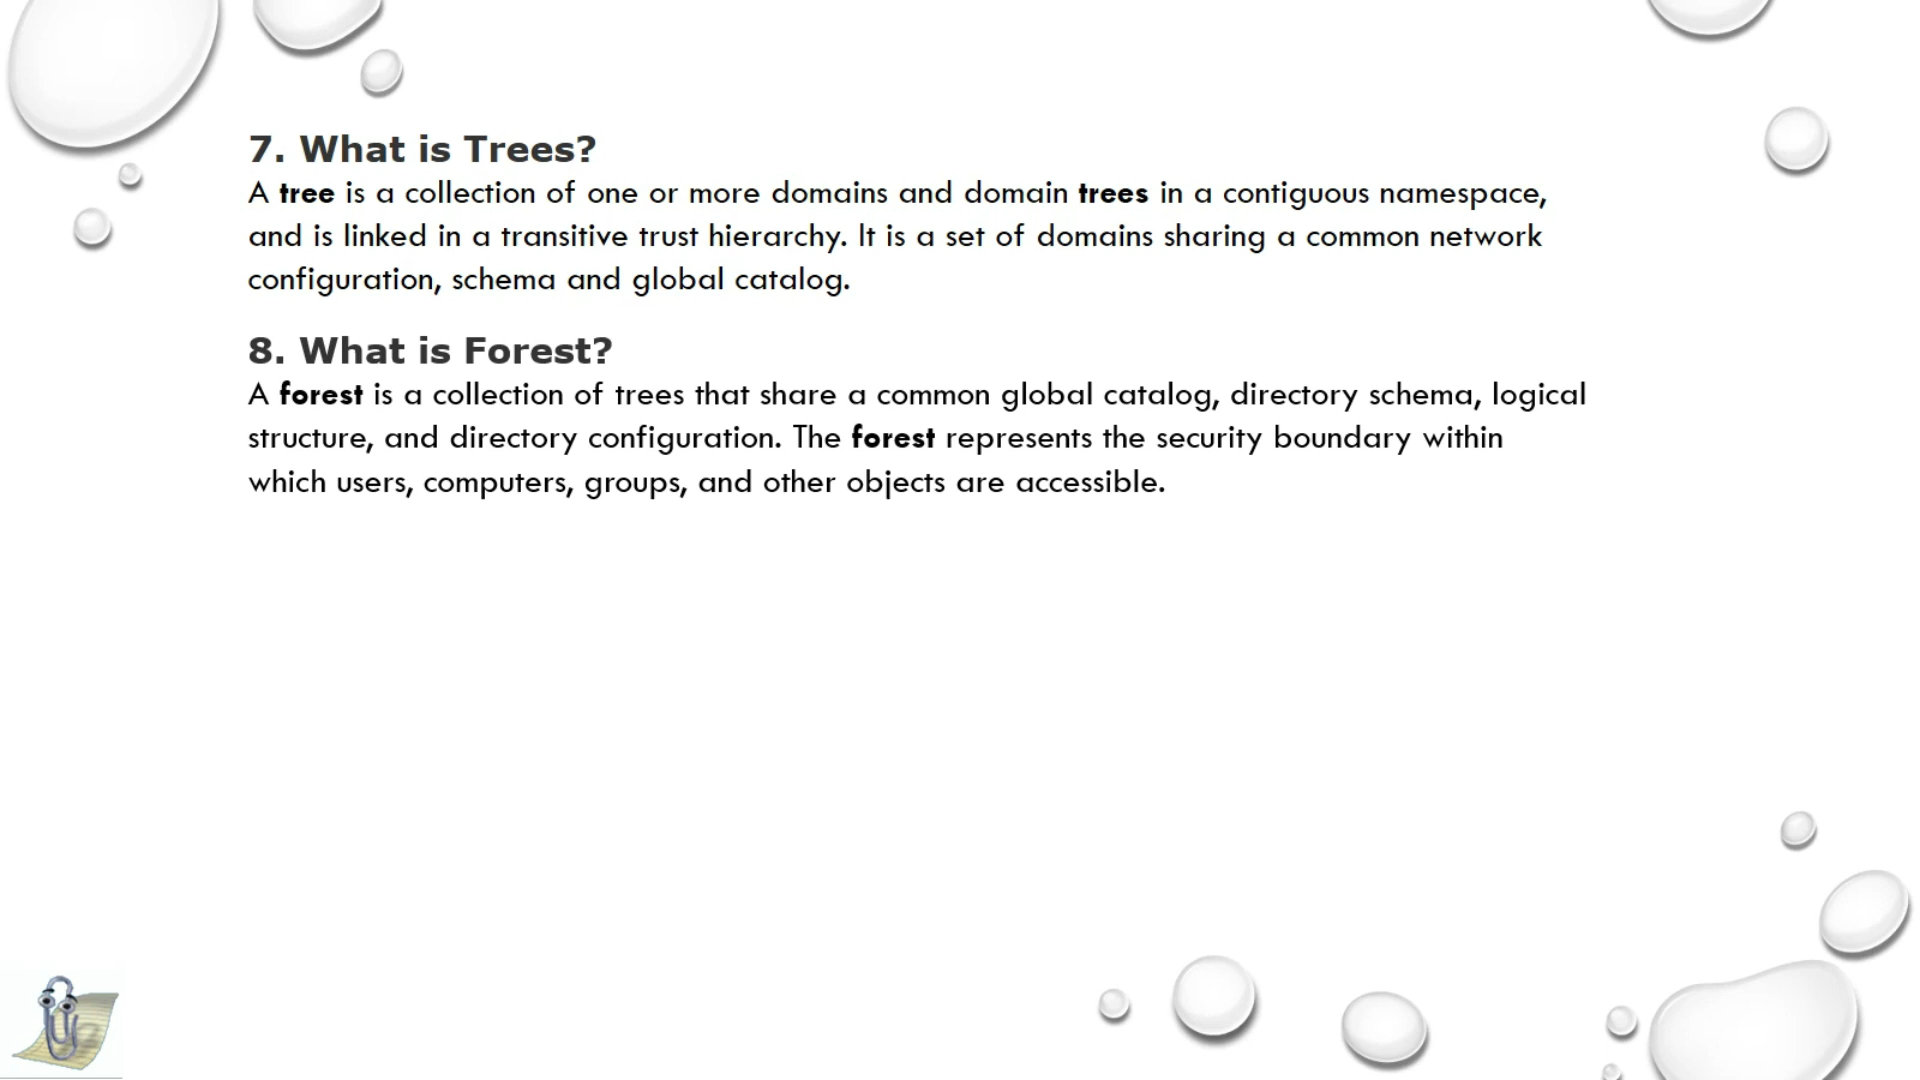 7. What is Trees?
A tree is a collection of one or more domains and domain trees in a contiguous namespace,
and is linked in a transitive trust hierarchy. It is a set of domains sharing a common network
configuration, schema and global catalog.
8. What is Forest?
A forest is a collection of trees that share a common global catalog, directory schema, logical
structure, and directory configuration. The forest represents the security boundary within
which users, computers, groups, and other objects are accessible.